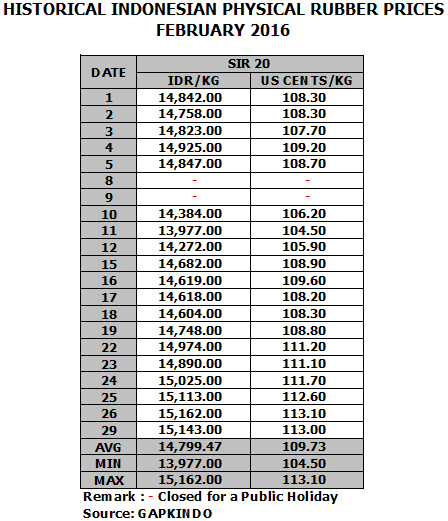 HISTORICAL INDONESIAN PHYSICAL RUBBER PRICES
FEBRUARY 2016
DATE SIR 20
IDR/KG US CENTS/KG
1 14,842.00 108.30
2 14,758.00 108.30
3 14,823.00 107.70
4 14,925.00 109.20
5 14,847.00 108.70
8 - -
9 - -
10 14,384.00 106.20
11 13,977.00 104.50
12 14,272.00 105.90
15 14,682.00 108.90
16 14,619.00 109.60
17 14,618.00 108.20
18 14,604.00 108.30
19 14,748.00 108.80
22 14,974.00 111.20
23 14,890.00 111.10
24 15,025.00 111.70
25 15,113.00 112.60
26 15,162.00 113.10
29 15,143.00 113.00
AVG 14,799.47 109.73
MIN 13,977.00 104.50
MAX 15,162.00 113.10
Remark : - Closed for a Public Holiday
Source: GAPKINDO